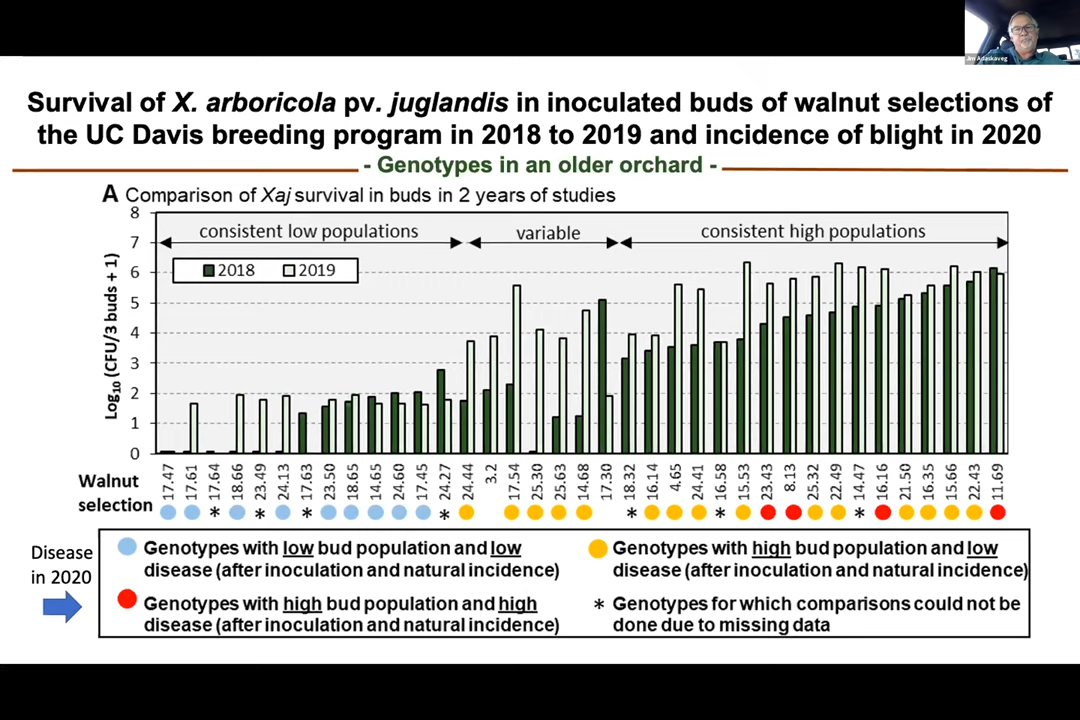 Jim Adaskaveg
Survival of X. arboricola pv. juglandis in inoculated buds of walnut selections of
the UC Davis breeding program in 2018 to 2019 and incidence of blight in 2020
- Genotypes in an older orchard -
A Comparison of Xaj survival in buds in 2 years of studies
Log10 (CFU/3 buds + 1)
8
7
6
5
4
3
2
1
0
consistent low populations
variable
consistent high populations
2018
2019
Walnut
selection
17.47
17.61
17.64
18.66
23.49
24.13
17.63
23.50
18.65
14.65
24.60
17.45
24.27
24.44
3.2
17.54
25.30
25.63
14.68
17.30
18.32
16.14
4.65
24.41
16.58
15.53
23.43
8.13
25.32
22.49
14.47
16.16
21.50
16.35
15.66
22.43
11.69
* * * * * * *
Disease
in 2020
Genotypes with low bud population and low
disease (after inoculation and natural incidence)
Genotypes with high bud population and high
disease (after inoculation and natural incidence)
Genotypes with high bud population and low
disease (after inoculation and natural incidence)
* Genotypes for which comparisons could not be
done due to missing data